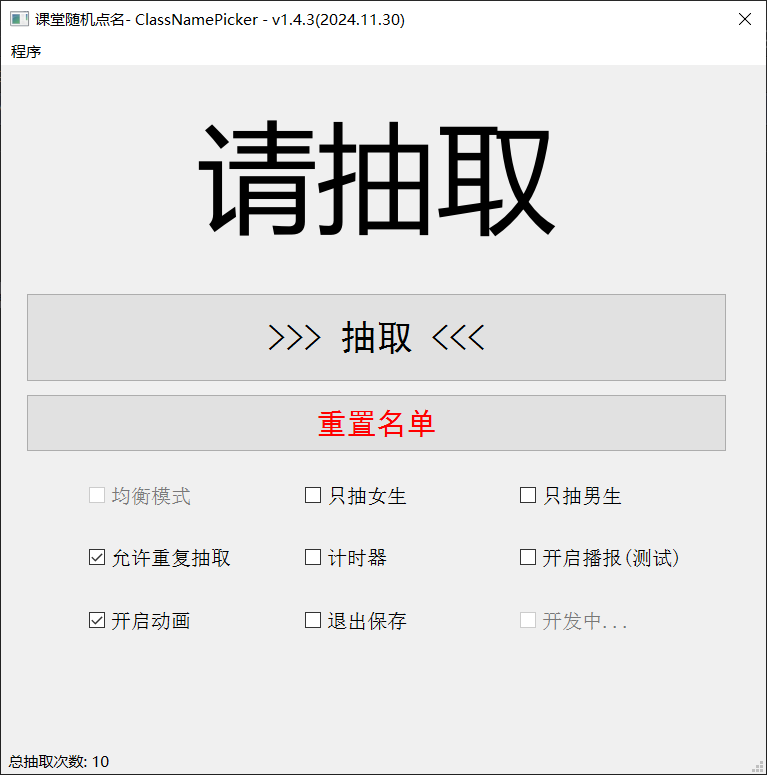 课堂随机点名- ClassNamePicker - v1.4.3(2024.11.30)
程序
请抽取
>>> 抽取 <<<
重置名单
均衡模式 只抽女生 只抽男生
允许重复抽取 计时器 开启播报(测试)
开启动画 退出保存 开发中...
总抽取次数: 10